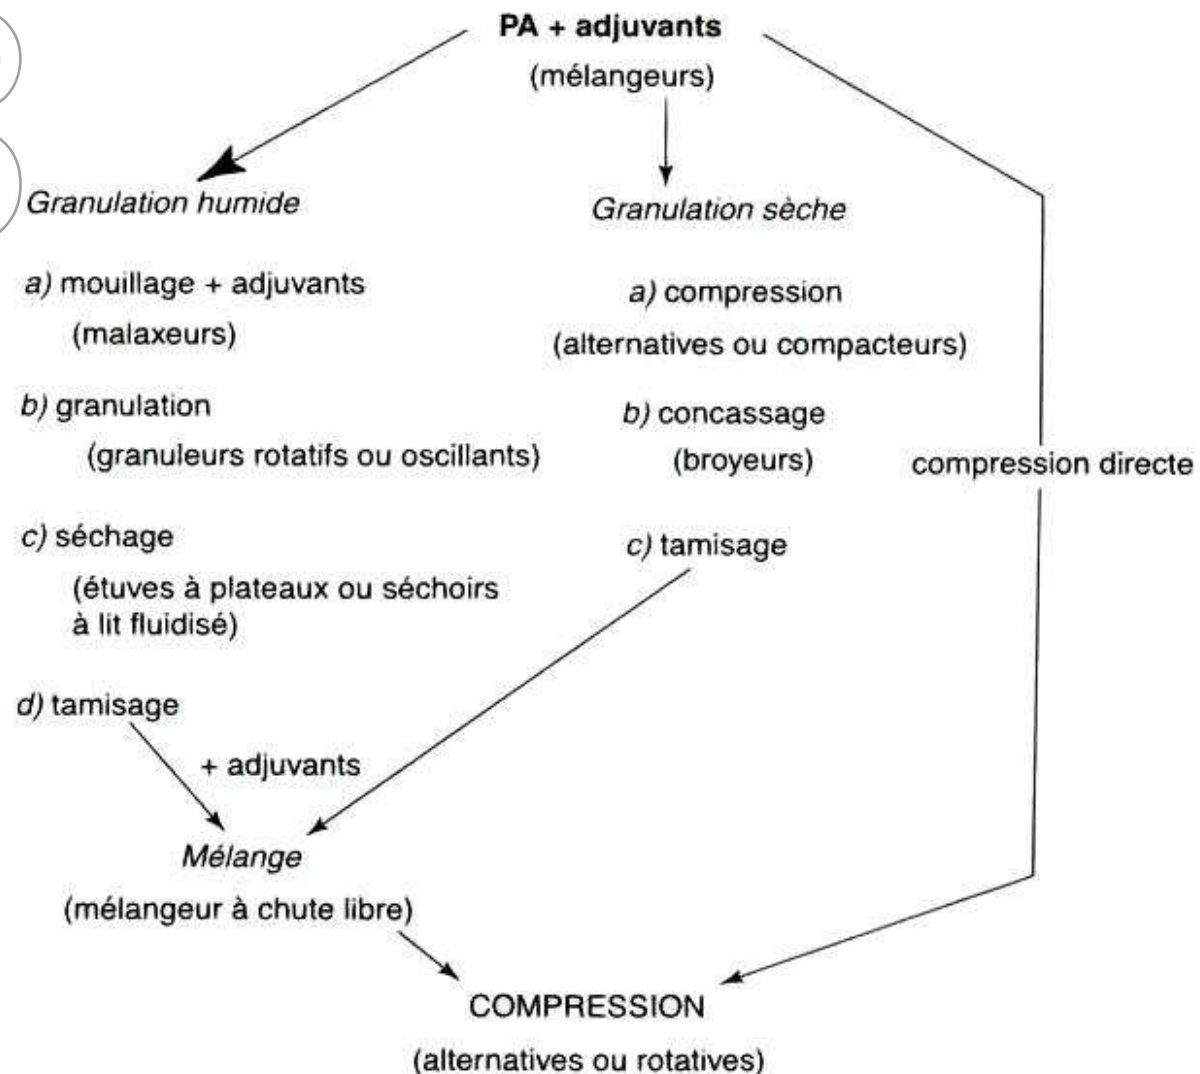 PA + adjuvants
(mélangeurs)
Granulation humide
a) mouillage + adjuvants
(malaxeurs)
b) granulation
(granuleurs rotatifs ou oscillants)
c) séchage
(étuves à plateaux ou séchoirs
à lit fluidisé)
d) tamisage
Granulation sèche
a) compression
(alternatives ou compacteurs)
b) concassage
(broyeurs)
c) tamisage
compression directe
+ adjuvants
Mélange
(mélangeur à chute libre)
COMPRESSION
(alternatives ou rotatives)